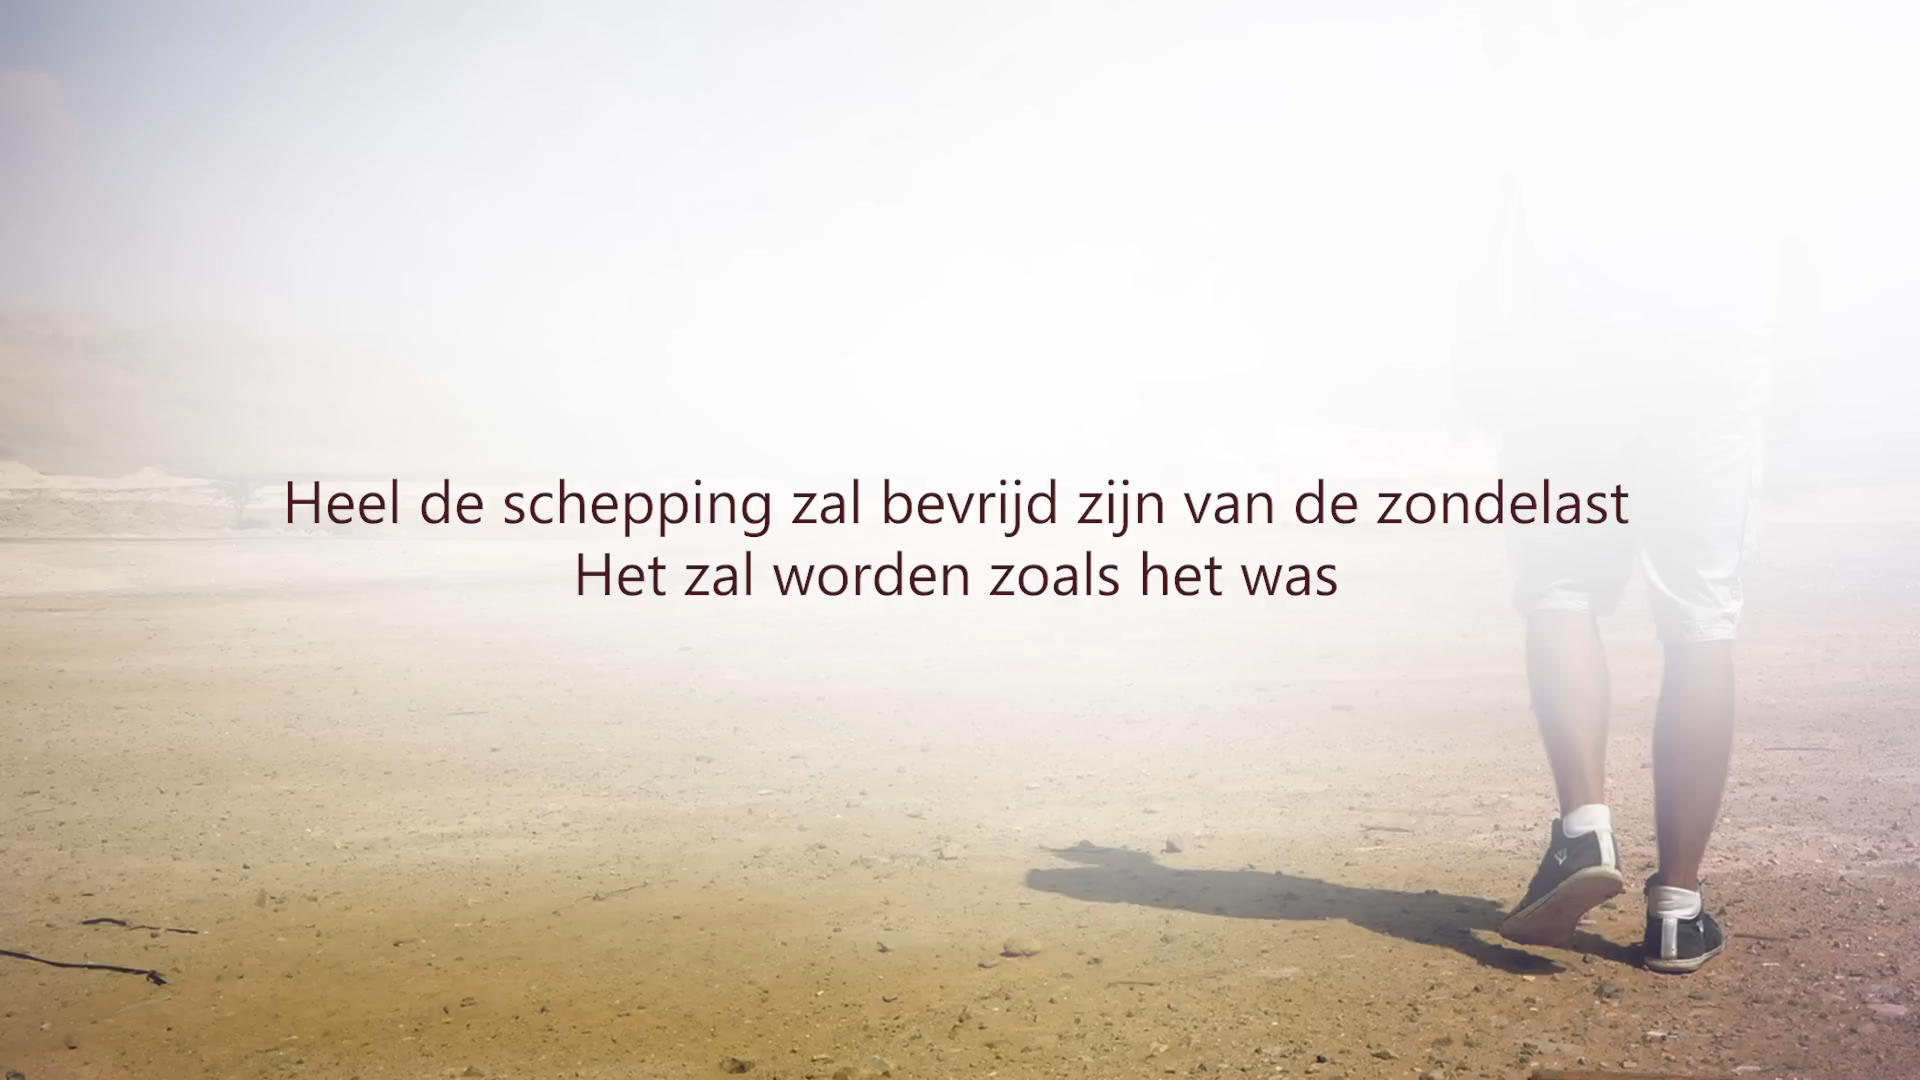 Heel de schepping zal bevrijd zijn van de zondelast
Het zal worden zoals het was